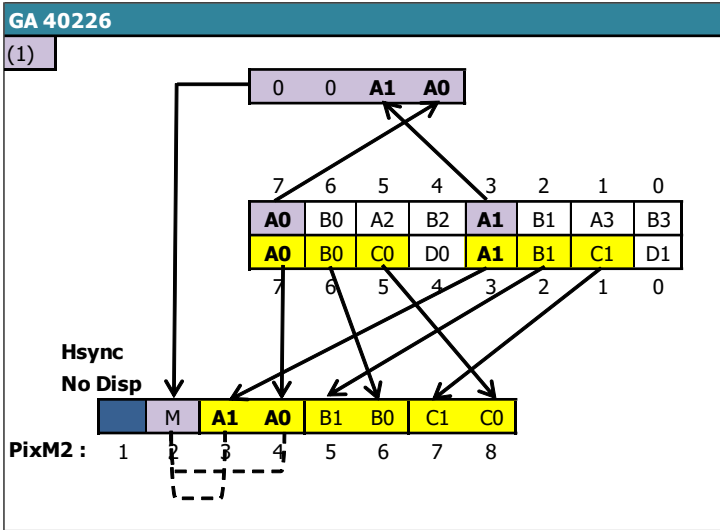 GA 40226
(1)
0 0 A1 A0
7 6 5 4 3 2 1 0
A0 B0 A2 B2 A1 B1 A3 B3
A0 B0 C0 D0 A1 B1 C1 D1
7 6 5 4 3 2 1 0
Hsync
No Disp
M A1 A0 B1 B0 C1 C0
PixM2 : 1 2 3 4 5 6 7 8